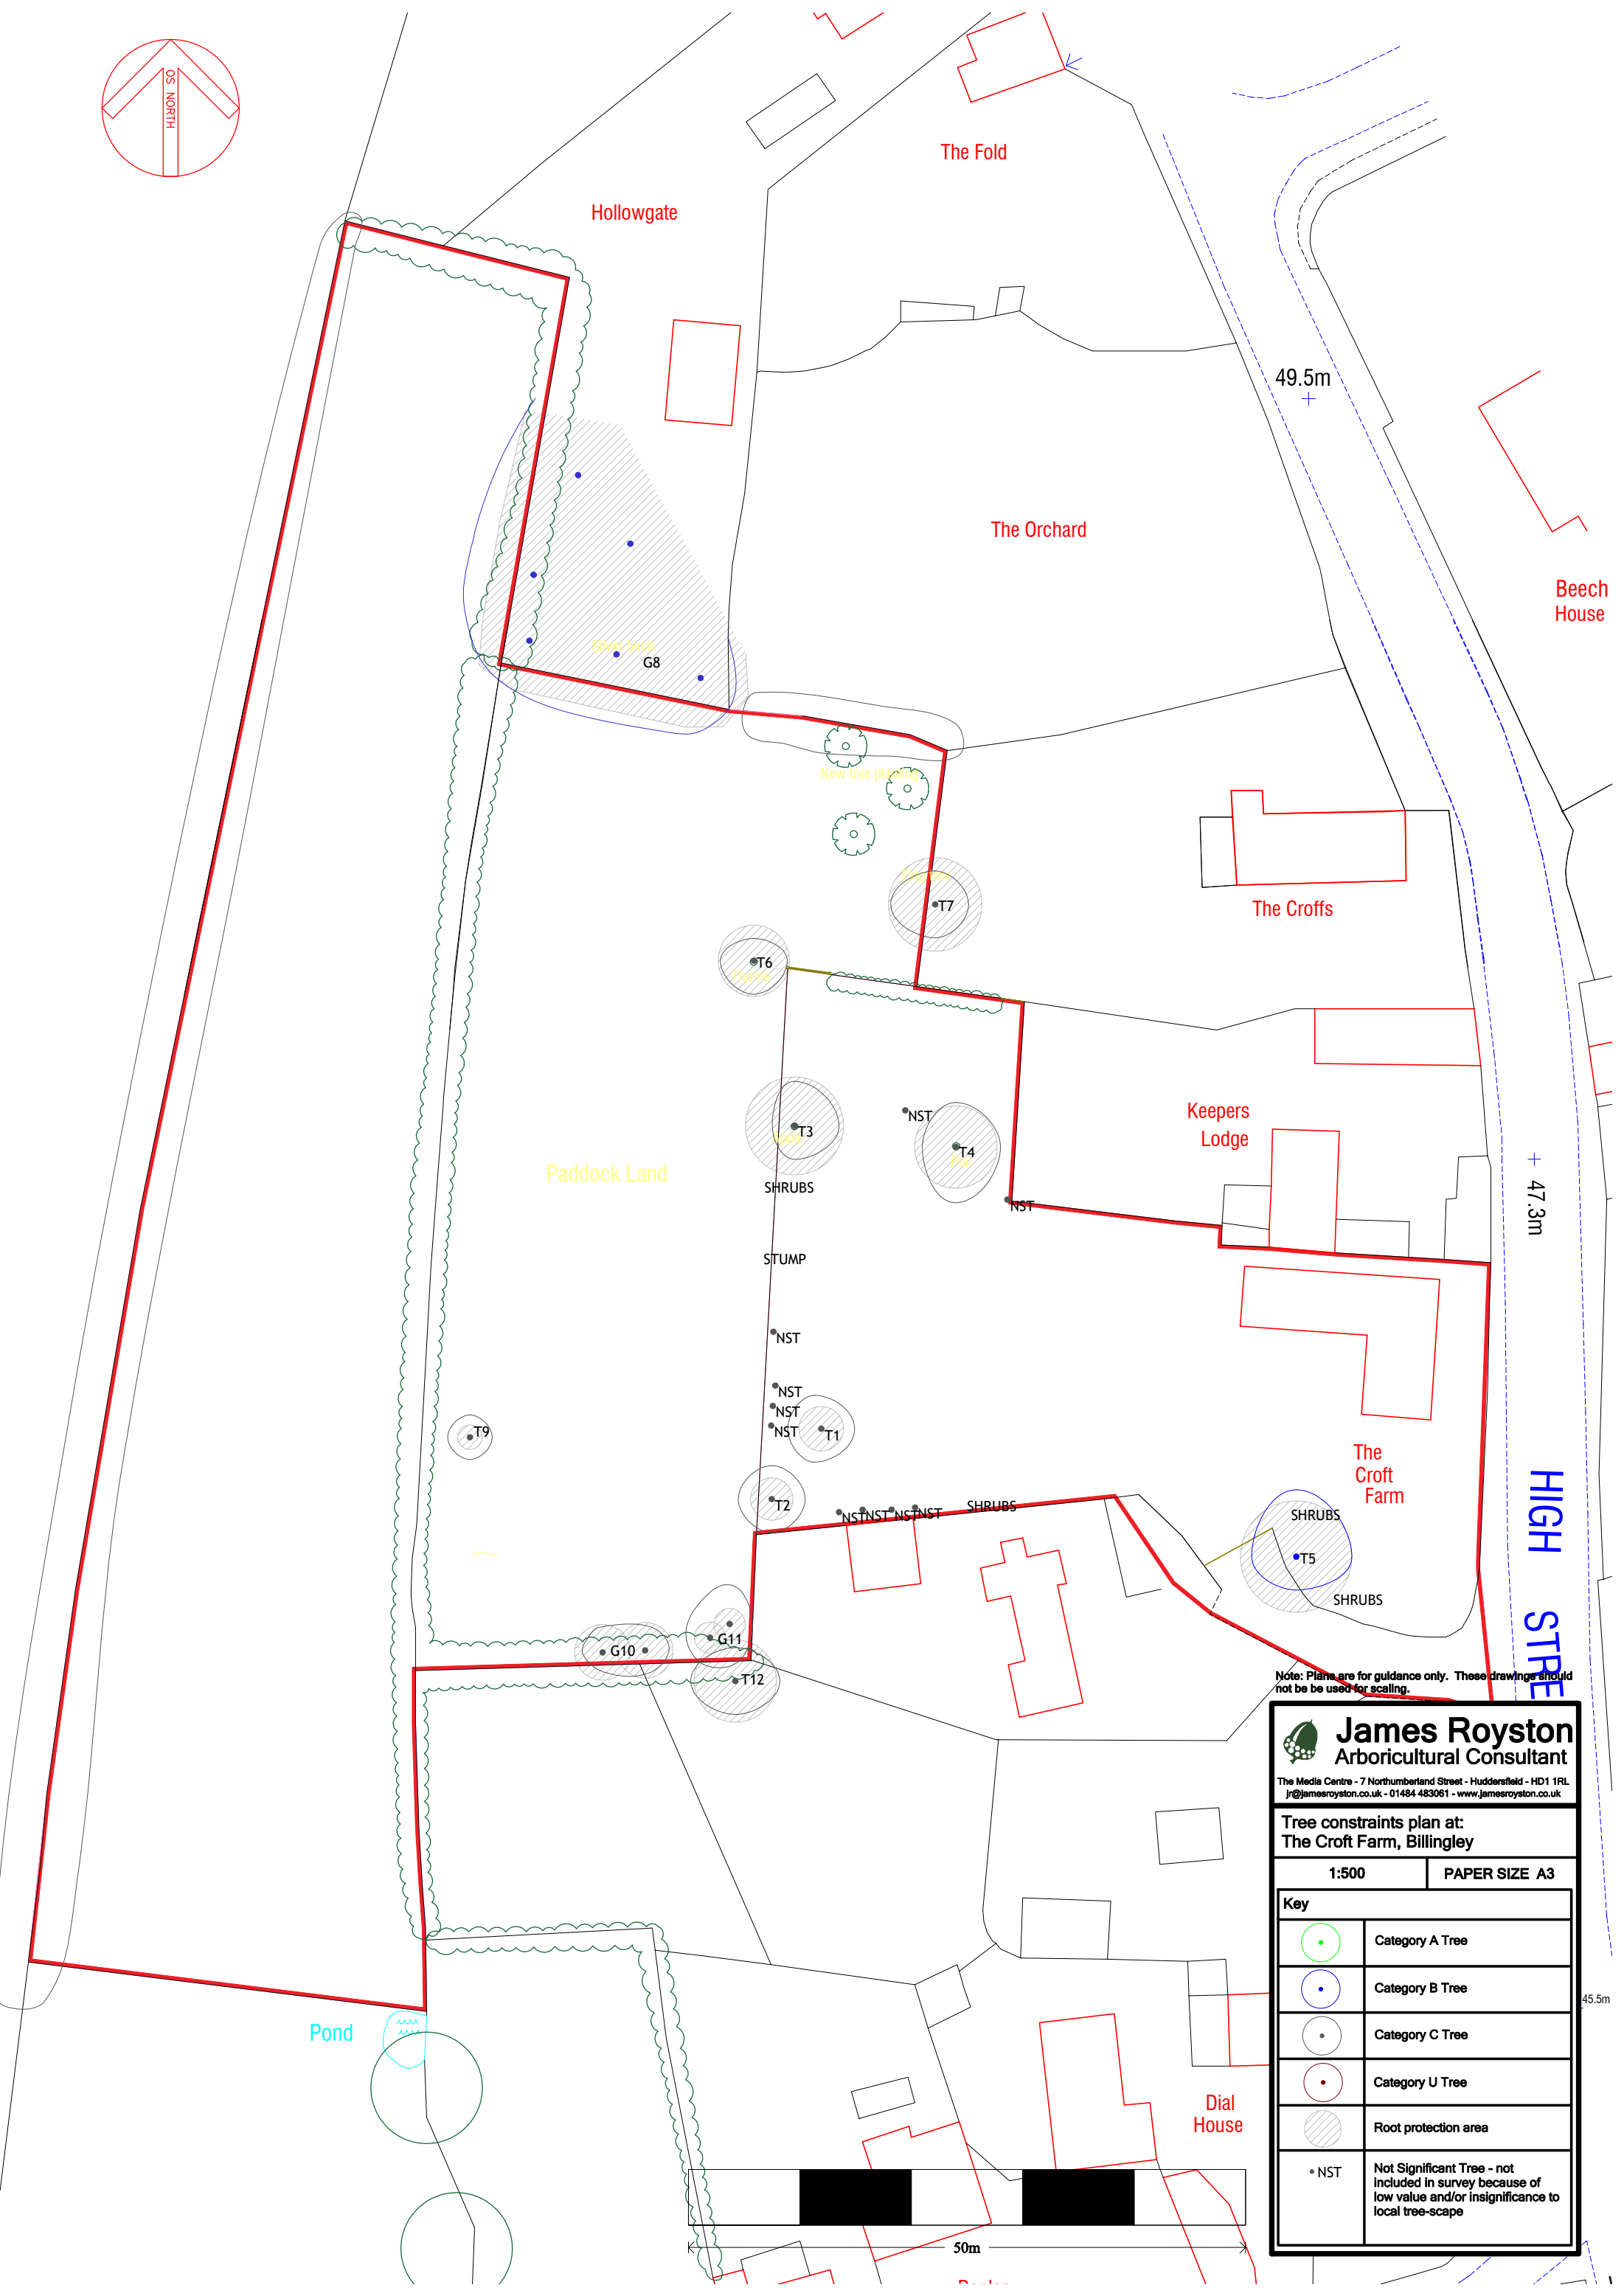 OS NORTH
The Fold
Hollowgate
49.5m
The Orchard
Beech
House
G8
New tree planting
T7
The Croffs
T6
NST
Keepers
Lodge
T3
T4
Paddock Land
SHRUBS
NST
47.3m
STUMP
NST
NST
NST
NST
T1
T9
The
Croft
Farm
T2
NST
NST
NST
NST
SHRUBS
SHRUBS
T5
SHRUBS
HIGH STRE
G10
G11
T12
Note: Plans are for guidance only. These drawings should
not be be used for scaling.
James Royston
Arboricultural Consultant
The Media Centre - 7 Northumberland Street - Huddersfield - HD1 1RL
jr@jamesroyston.co.uk - 01484 483061 - www.jamesroyston.co.uk
Tree constraints plan at:
The Croft Farm, Billingley
1:500
PAPER SIZE A3
Key
Category A Tree
Category B Tree
45.5m
Category C Tree
Category U Tree
Root protection area
NST
Not Significant Tree - not
included in survey because of
low value and/or insignificance to
local tree-scape
Pond
Dial
House
50m